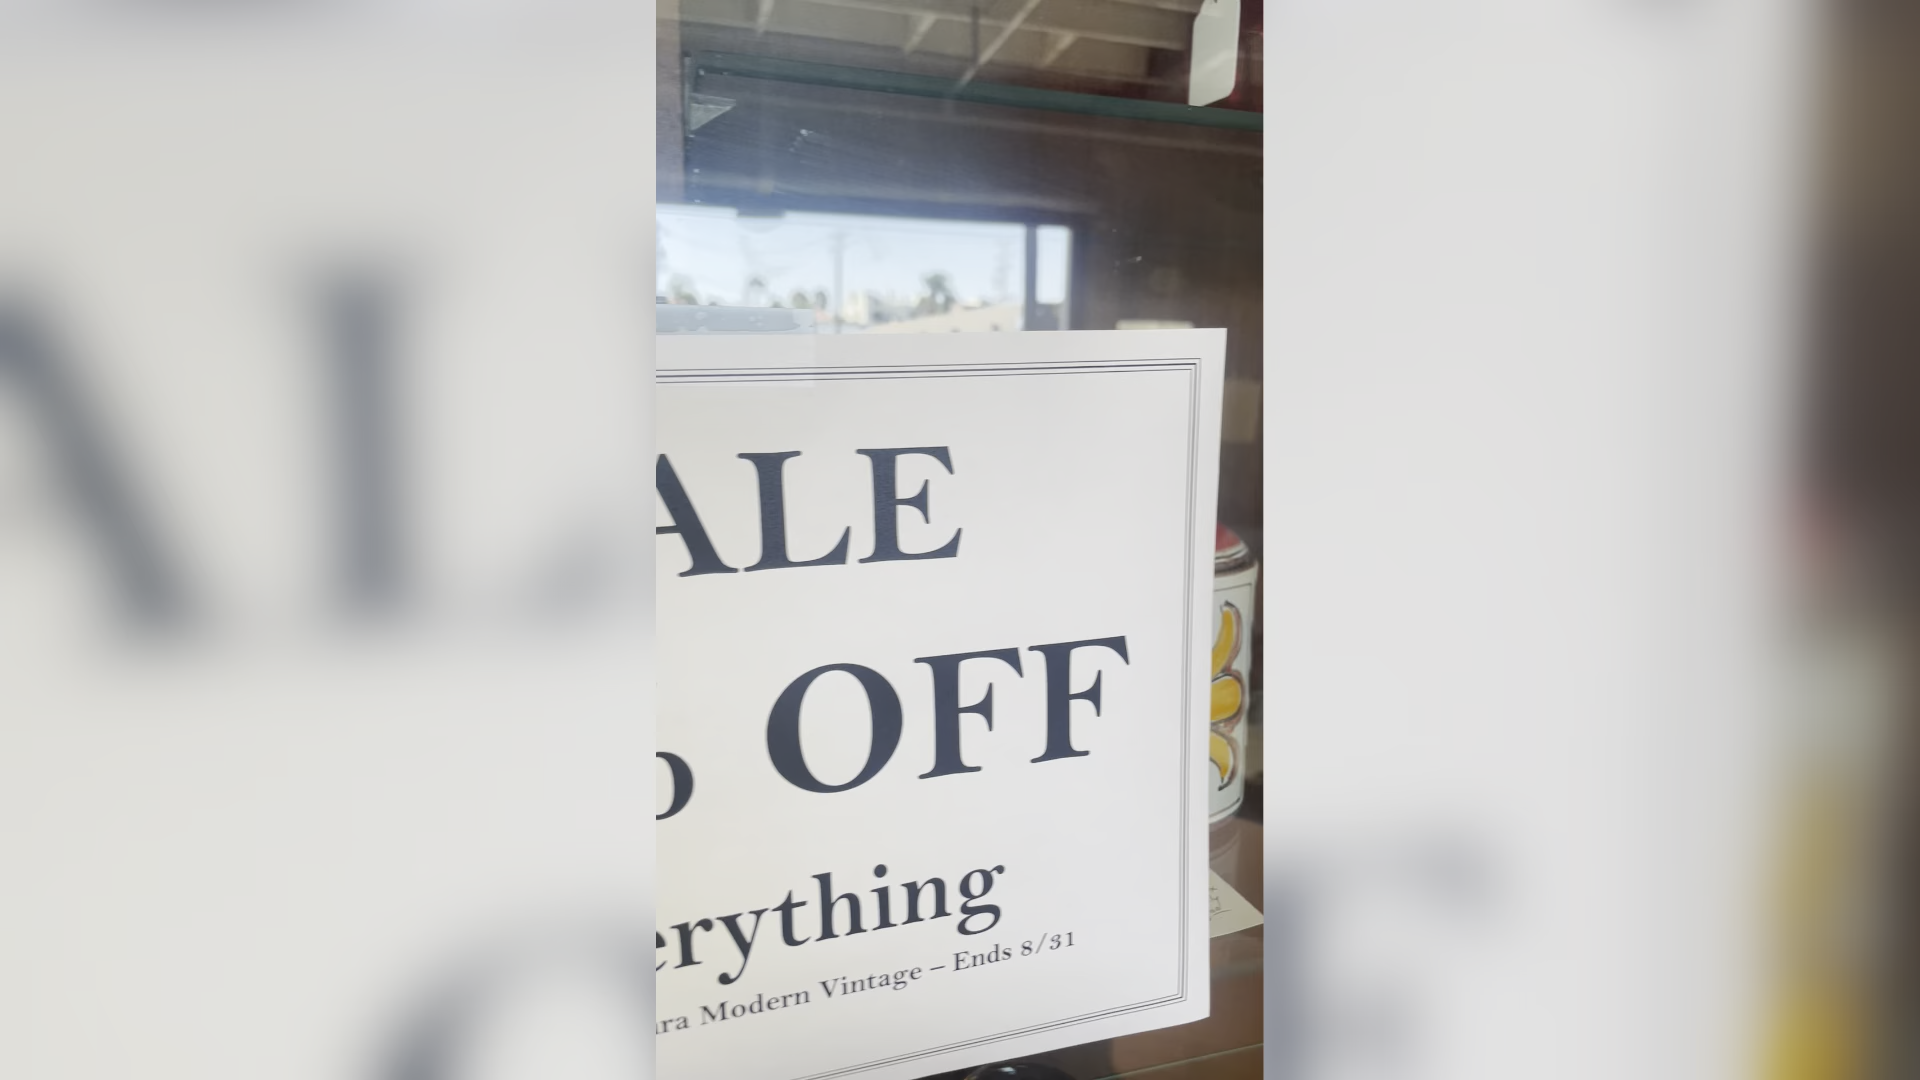 ALE
OFF
erything
ra Modern Vintage – Ends 8/31